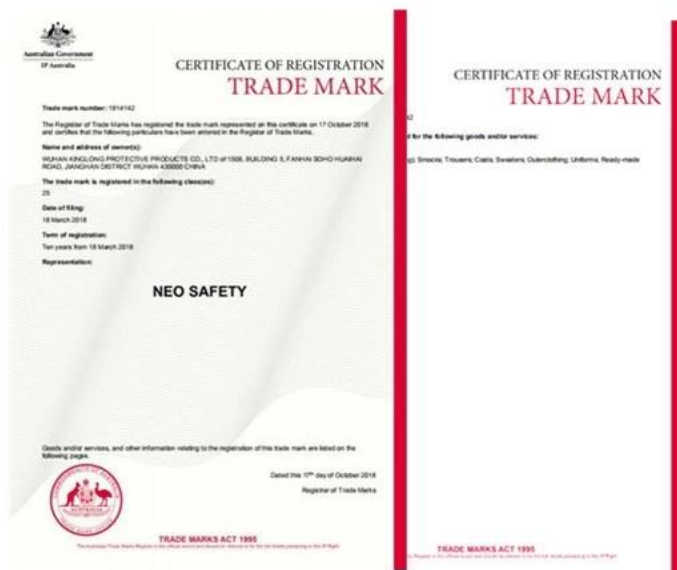 Australian Government
IP Australia
CERTIFICATE OF REGISTRATION
TRADE MARK
Trade mark number: 1914142
The Registrar of Trade Marks has registered the trade mark represented on this certificate on 17 October 2018
and certifies that the following particulars have been entered in the Register of Trade Marks.
Name and address of owner(s):
WUHAN KINGLONG PROTECTIVE PRODUCTS CO., LTD of 1508, BUILDING 5, FANHAI SOHO HUAIHAI
ROAD, JIANGHAN DISTRICT WUHAN 430000 CHINA
The trade mark is registered in the following class(es):
25
Date of filing:
18 March 2018
Term of registration:
Ten years from 18 March 2018
Representation:
NEO SAFETY
Goods and/or services, and other information relating to the registration of this trade mark are listed on the
following pages.
Dated this 17th day of October 2018
Registrar of Trade Marks
TRADE MARKS ACT 1995
CERTIFICATE OF REGISTRATION
TRADE MARK
d for the following goods and/or services:
Smocks; Trousers; Coats; Sweaters; Outerclothing; Uniforms; Ready-made
TRADE MARKS ACT 1995